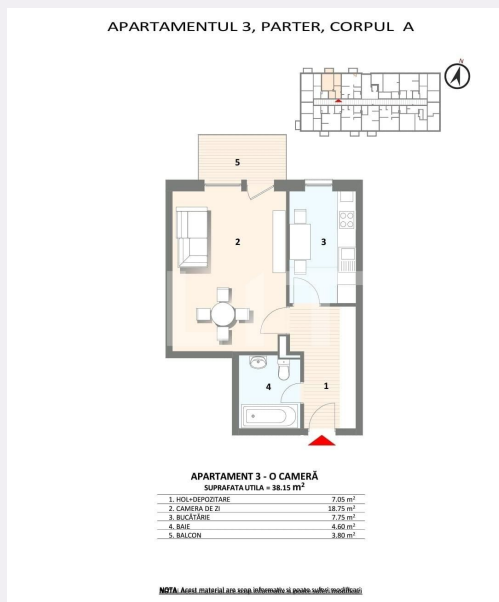 APARTAMENTUL 3, PARTER, CORPUL A
N
5
2
3
4
1
APARTAMENT 3 - O CAMERĂ
SUPRAFATA UTILA = 38.15 m²
1. HOL+DEPOZITARE 7.05 m²
2. CAMERA DE ZI 18.75 m²
3. BUCĂTĂRIE 7.75 m²
4. BAIE 4.60 m²
5. BALCON 3.80 m²
NOTA: Acest material are scop informativ si poate suferi modificari